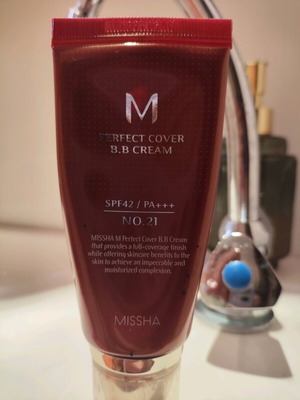 M
PERFECT COVER
B.B CREAM
SPF42 / PA+++
NO.21
MISSHA M Perfect Cover B.B Cream
that provides a full-coverage finish
while offering skincare benefits to the
skin to achieve an impeccable and
moisturized complexion.
MISSHA